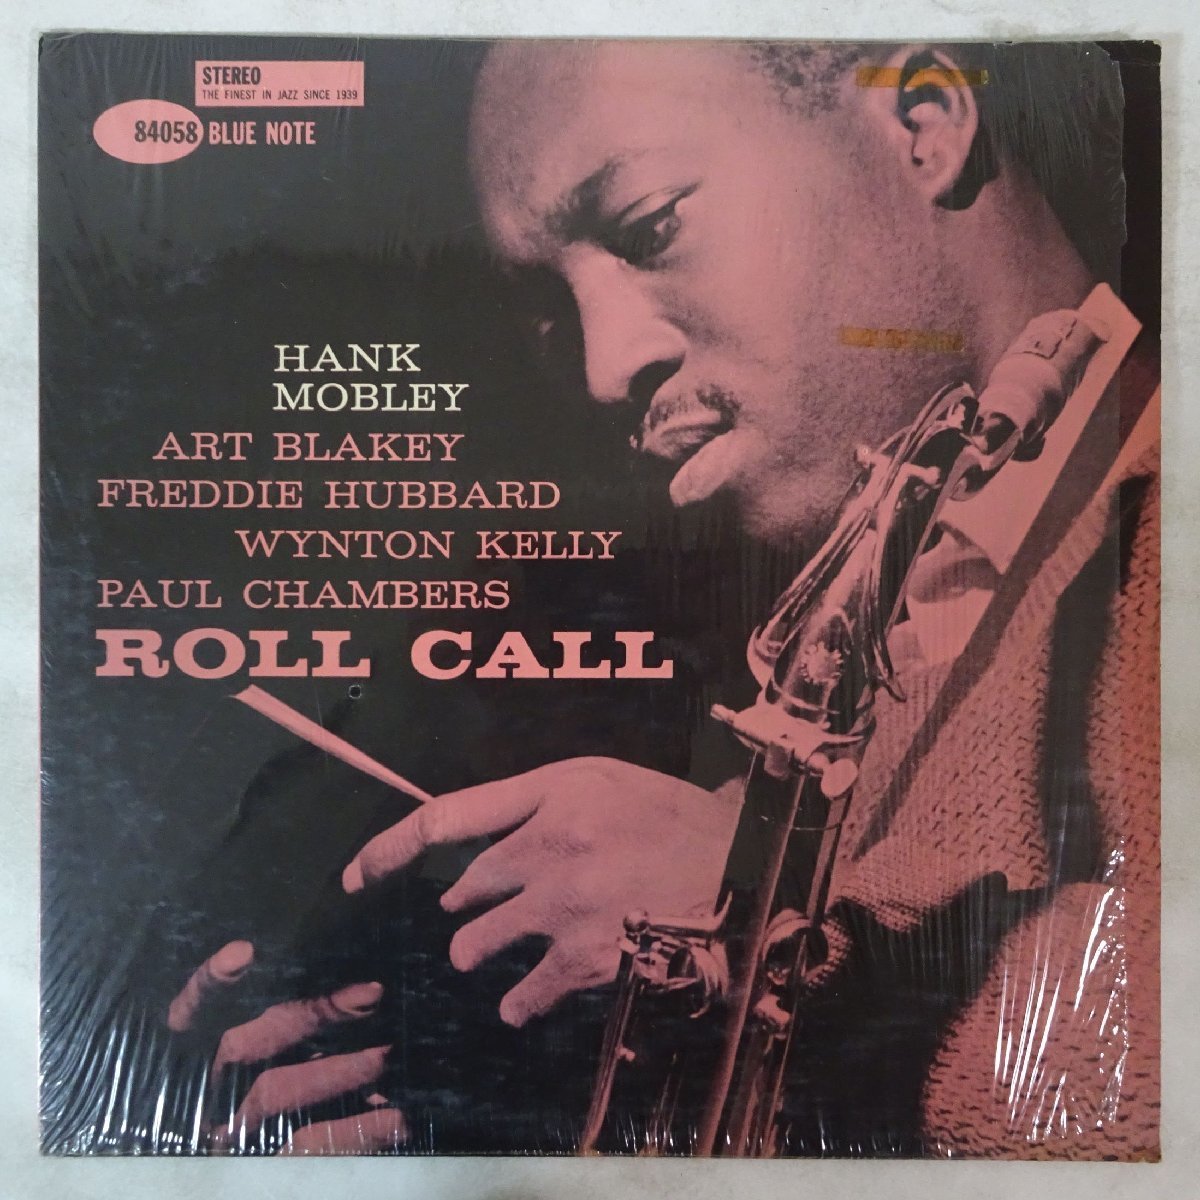 STEREO
THE FINEST IN JAZZ SINCE 1939
84058 BLUE NOTE
HANK
MOBLEY
ART BLAKEY
FREDDIE HUBBARD
WYNTON KELLY
PAUL CHAMBERS
ROLL CALL